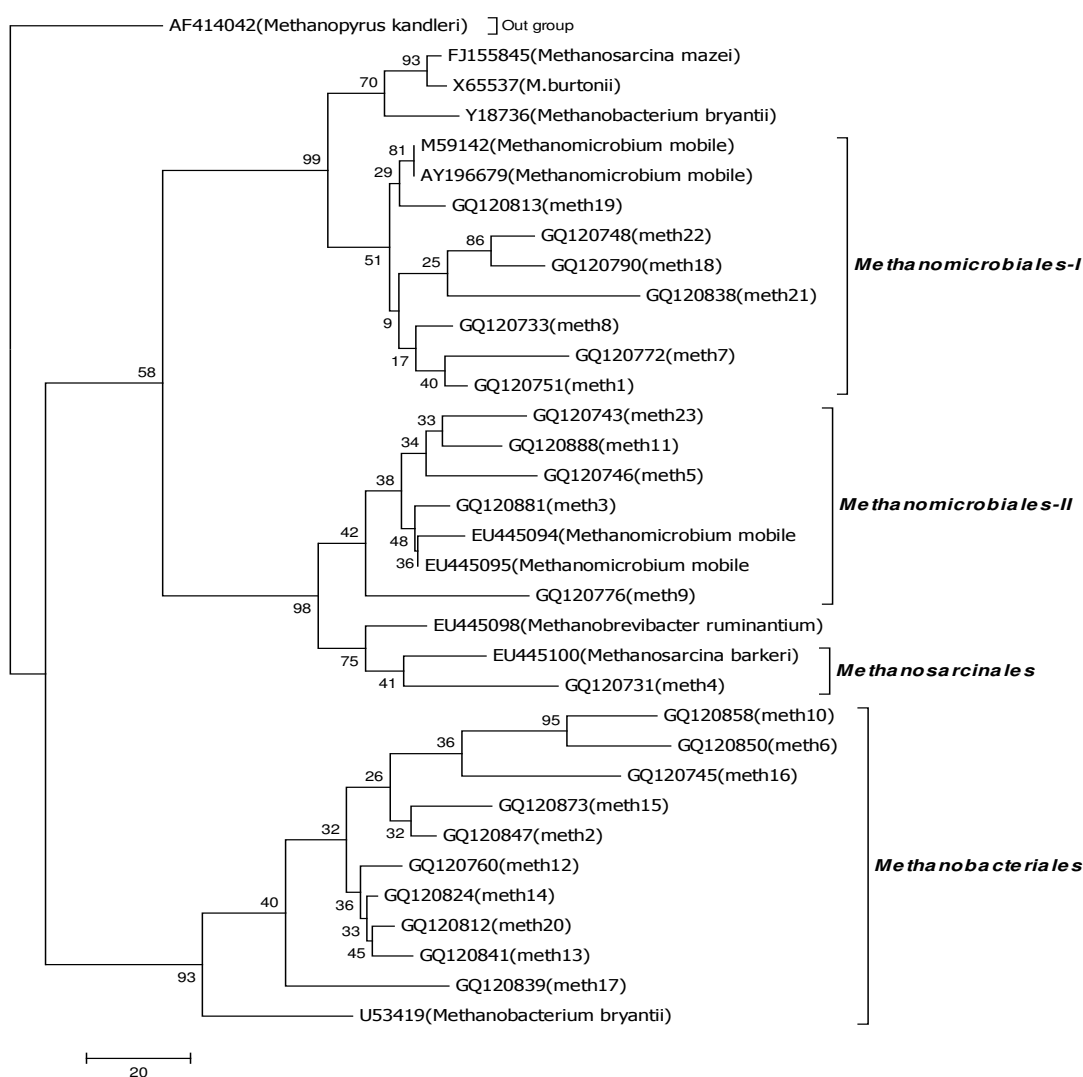 AF414042(Methanopyrus kandleri)
Out group
FJ155845(Methanosarcina mazei)
93
X65537(M.burtonii)
70
Y18736(Methanobacterium bryantii)
99
M59142(Methanomicrobium mobile)
81
AY196679(Methanomicrobium mobile)
29
GQ120813(meth19)
51
GQ120748(meth22)
86
GQ120790(meth18)
25
GQ120838(meth21)
9
GQ120733(meth8)
17
GQ120772(meth7)
40
GQ120751(meth1)
Methanomicrobiales-I
58
GQ120743(meth23)
33
GQ120888(meth11)
34
GQ120746(meth5)
38
GQ120881(meth3)
48
EU445094(Methanomicrobium mobile
36
EU445095(Methanomicrobium mobile
42
GQ120776(meth9)
Methanomicrobiales-II
98
EU445098(Methanobrevibacter ruminantium)
75
EU445100(Methanosarcina barkeri)
41
GQ120731(meth4)
Methanosarcinales
GQ120858(meth10)
95
GQ120850(meth6)
36
GQ120745(meth16)
26
GQ120873(meth15)
32
GQ120847(meth2)
32
GQ120760(meth12)
36
GQ120824(meth14)
33
GQ120812(meth20)
45
GQ120841(meth13)
40
GQ120839(meth17)
93
U53419(Methanobacterium bryantii)
Methanobacteriales
20